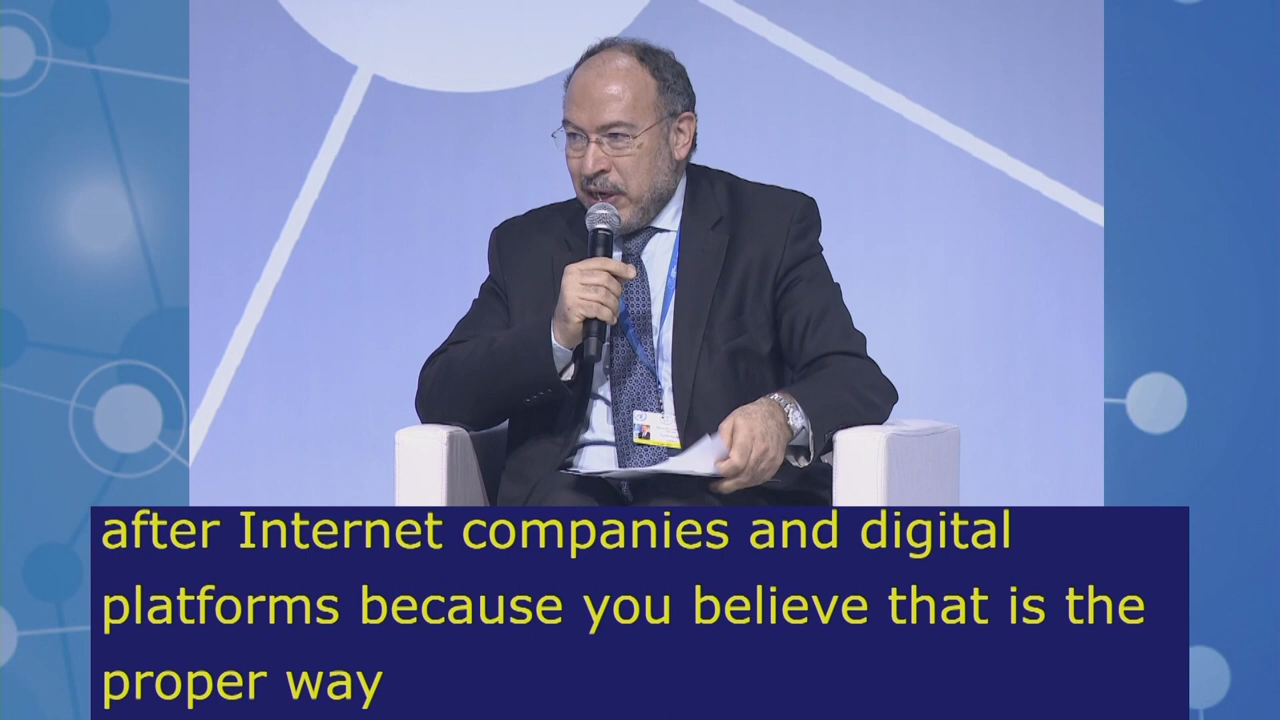 after Internet companies and digital
platforms because you believe that is the
proper way